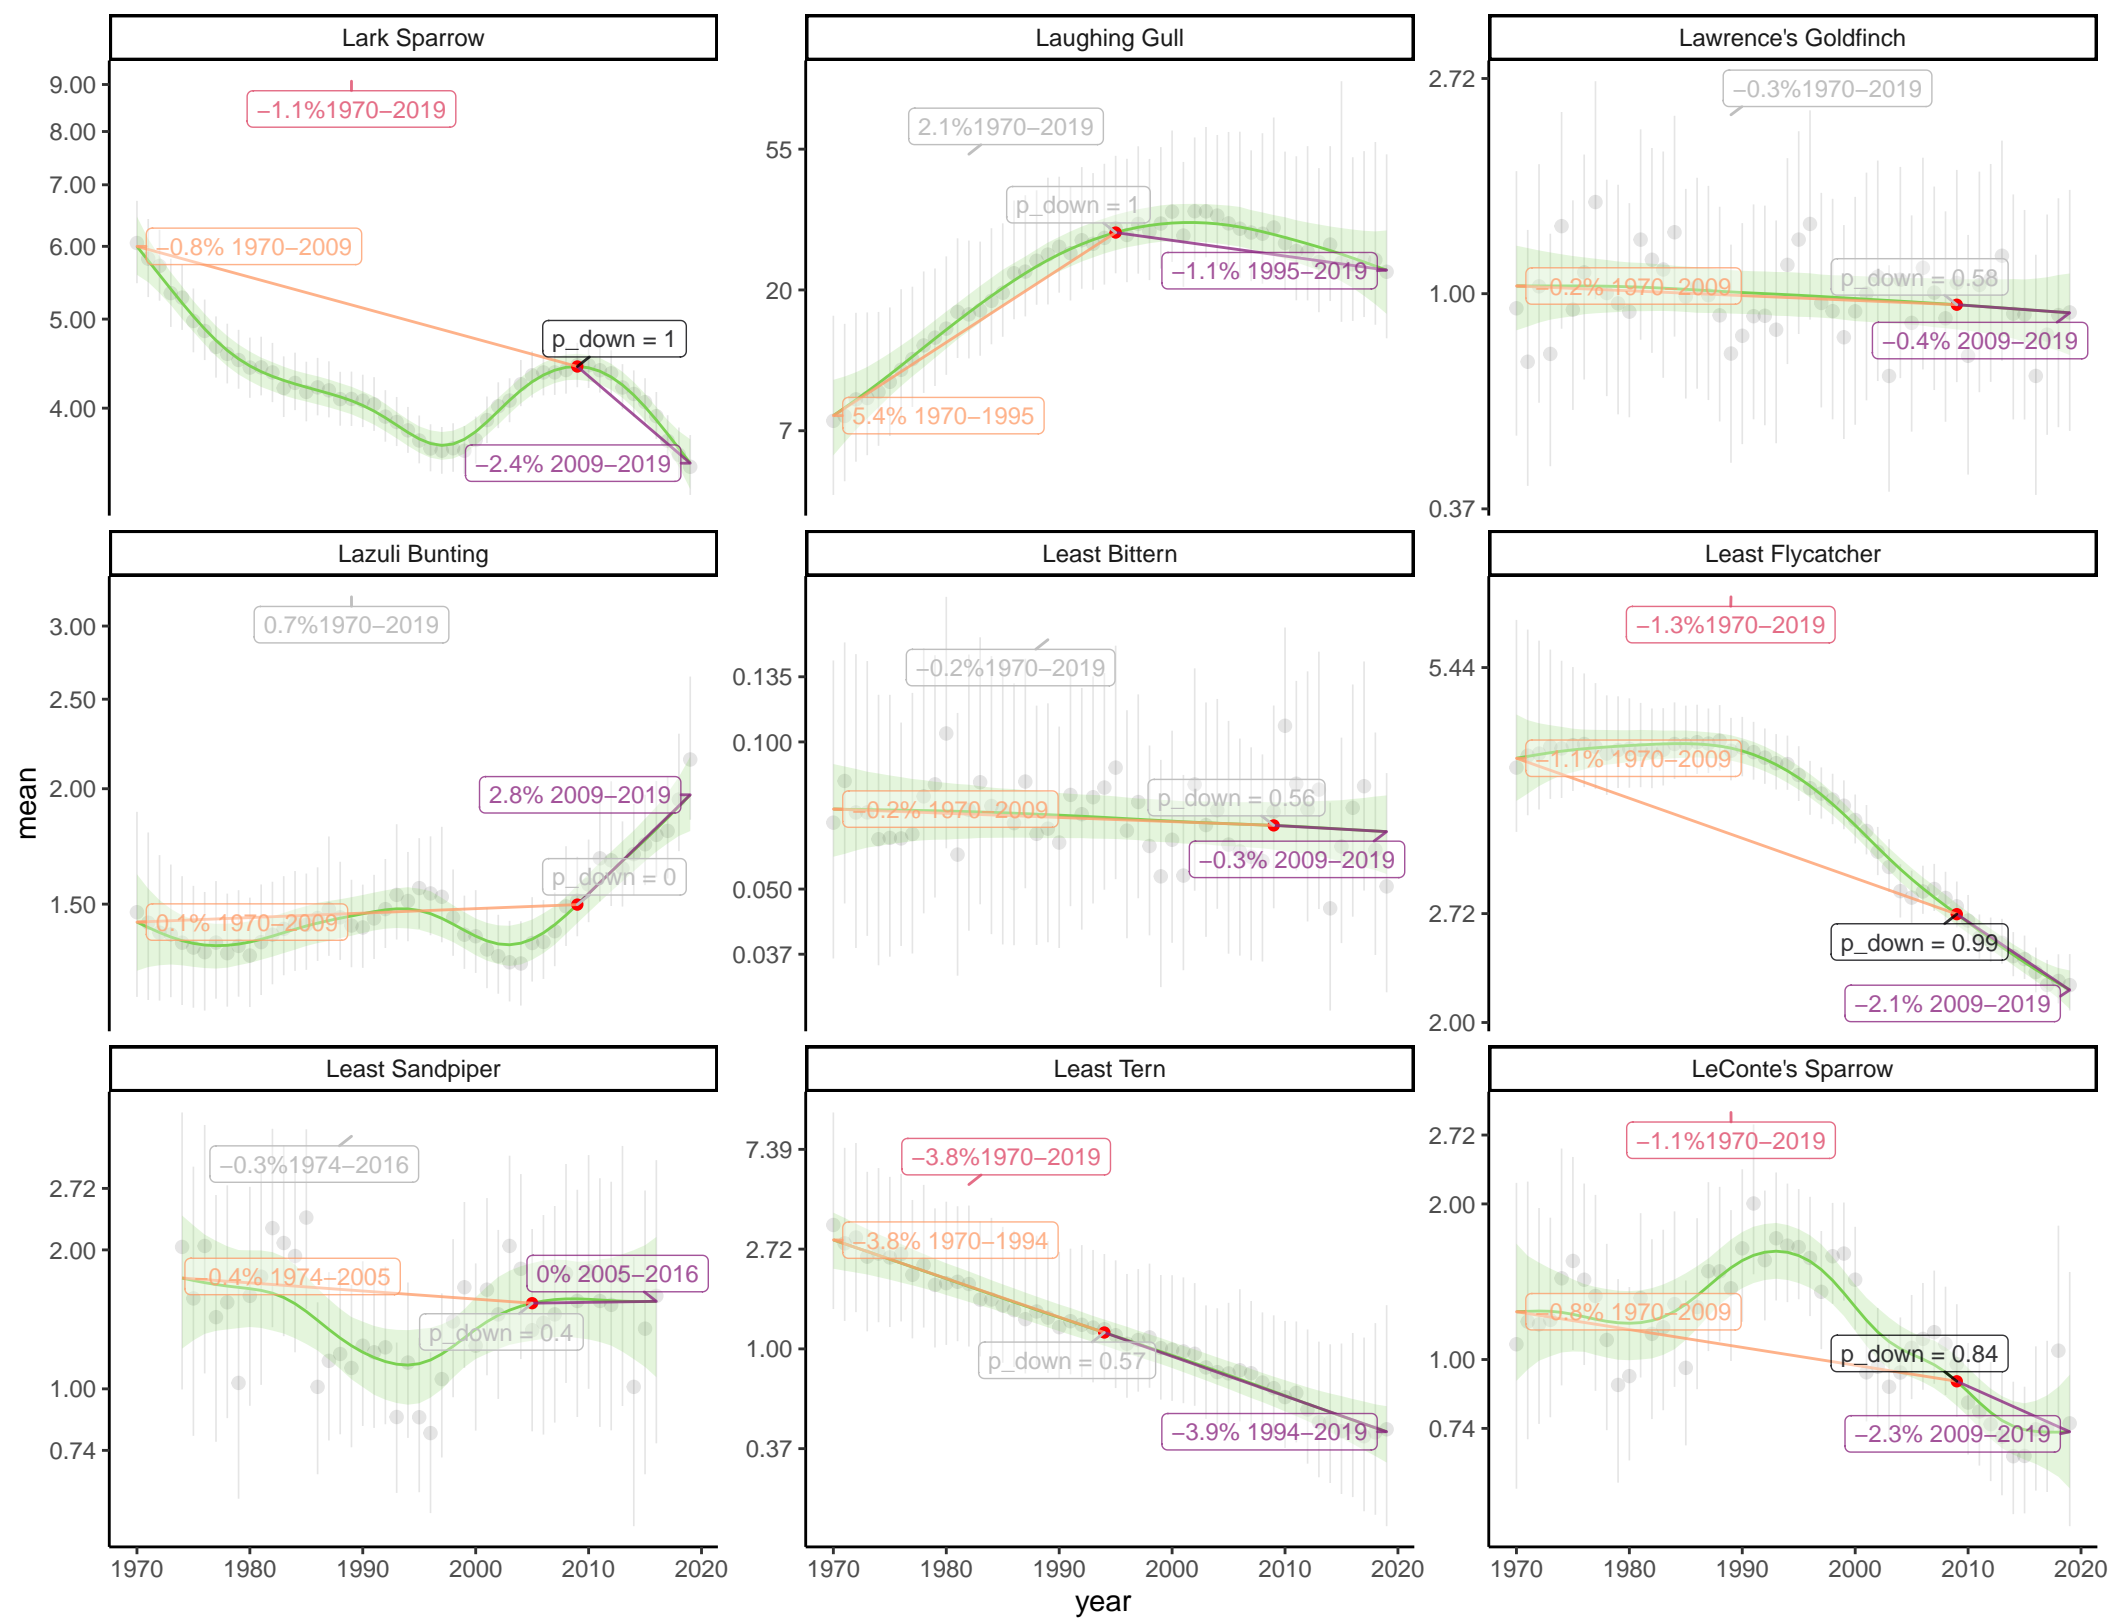 Lark Sparrow
9.00
8.00
7.00
6.00
5.00
4.00
−1.1%1970−2019
−0.8% 1970−2009
p_down = 1
−2.4% 2009−2019
Laughing Gull
55
20
7
2.1%1970−2019
p_down = 1
−1.1% 1995−2019
5.4% 1970−1995
Lawrence's Goldfinch
2.72
1.00
0.37
−0.3%1970−2019
−0.2% 1970−2009
p_down = 0.58
−0.4% 2009−2019
Lazuli Bunting
3.00
2.50
2.00
1.50
0.7%1970−2019
2.8% 2009−2019
p_down = 0
0.1% 1970−2009
Least Bittern
0.135
0.100
0.050
0.037
−0.2%1970−2019
−0.2% 1970−2009
p_down = 0.56
−0.3% 2009−2019
Least Flycatcher
5.44
2.72
2.00
−1.3%1970−2019
−1.1% 1970−2009
p_down = 0.99
−2.1% 2009−2019
Least Sandpiper
2.72
2.00
1.00
0.74
−0.3%1974−2016
−0.4% 1974−2005
0% 2005−2016
p_down = 0.4
Least Tern
7.39
2.72
1.00
0.37
−3.8%1970−2019
−3.8% 1970−1994
p_down = 0.57
−3.9% 1994−2019
LeConte's Sparrow
2.72
2.00
1.00
0.74
−1.1%1970−2019
−0.8% 1970−2009
p_down = 0.84
−2.3% 2009−2019
1970 1980 1990 2000 2010 2020
1970 1980 1990 2000 2010 2020
1970 1980 1990 2000 2010 2020
year
mean